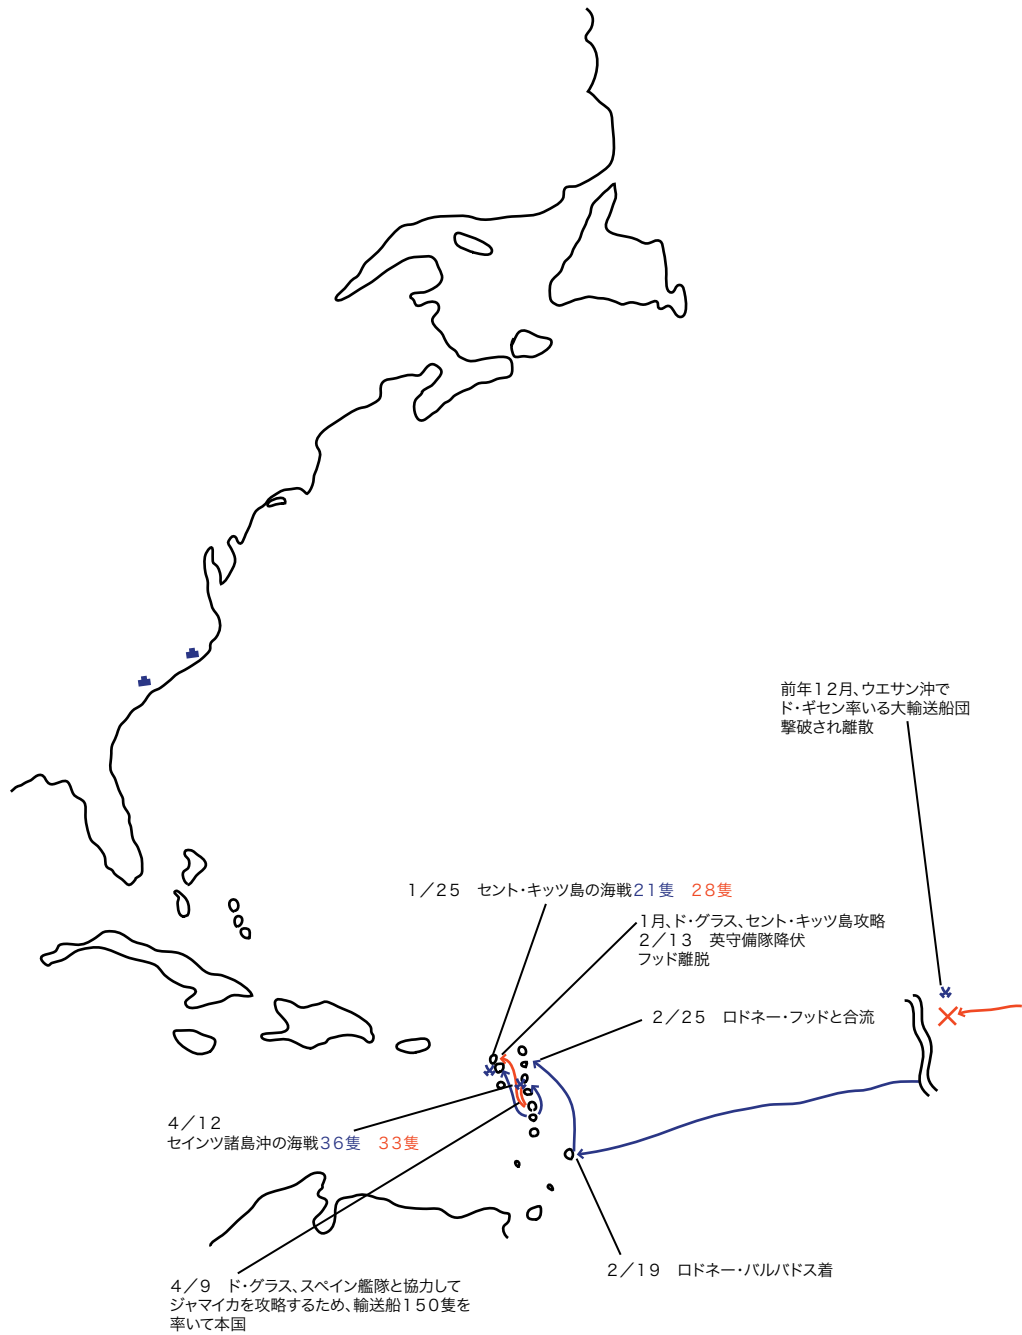 前年12月、ウエサン沖で
ド・ギセン率いる大輸送船団
撃破され離散
1／25　セント・キッツ島の海戦21隻　28隻
1月、ド・グラス、セント・キッツ島攻略
2／13　英守備隊降伏
フッド離脱
2／25　ロドネー・フッドと合流
4／12
セインツ諸島沖の海戦36隻　33隻
2／19　ロドネー・バルバドス着
4／9　ド・グラス、スペイン艦隊と協力して
ジャマイカを攻略するため、輸送船150隻を
率いて本国